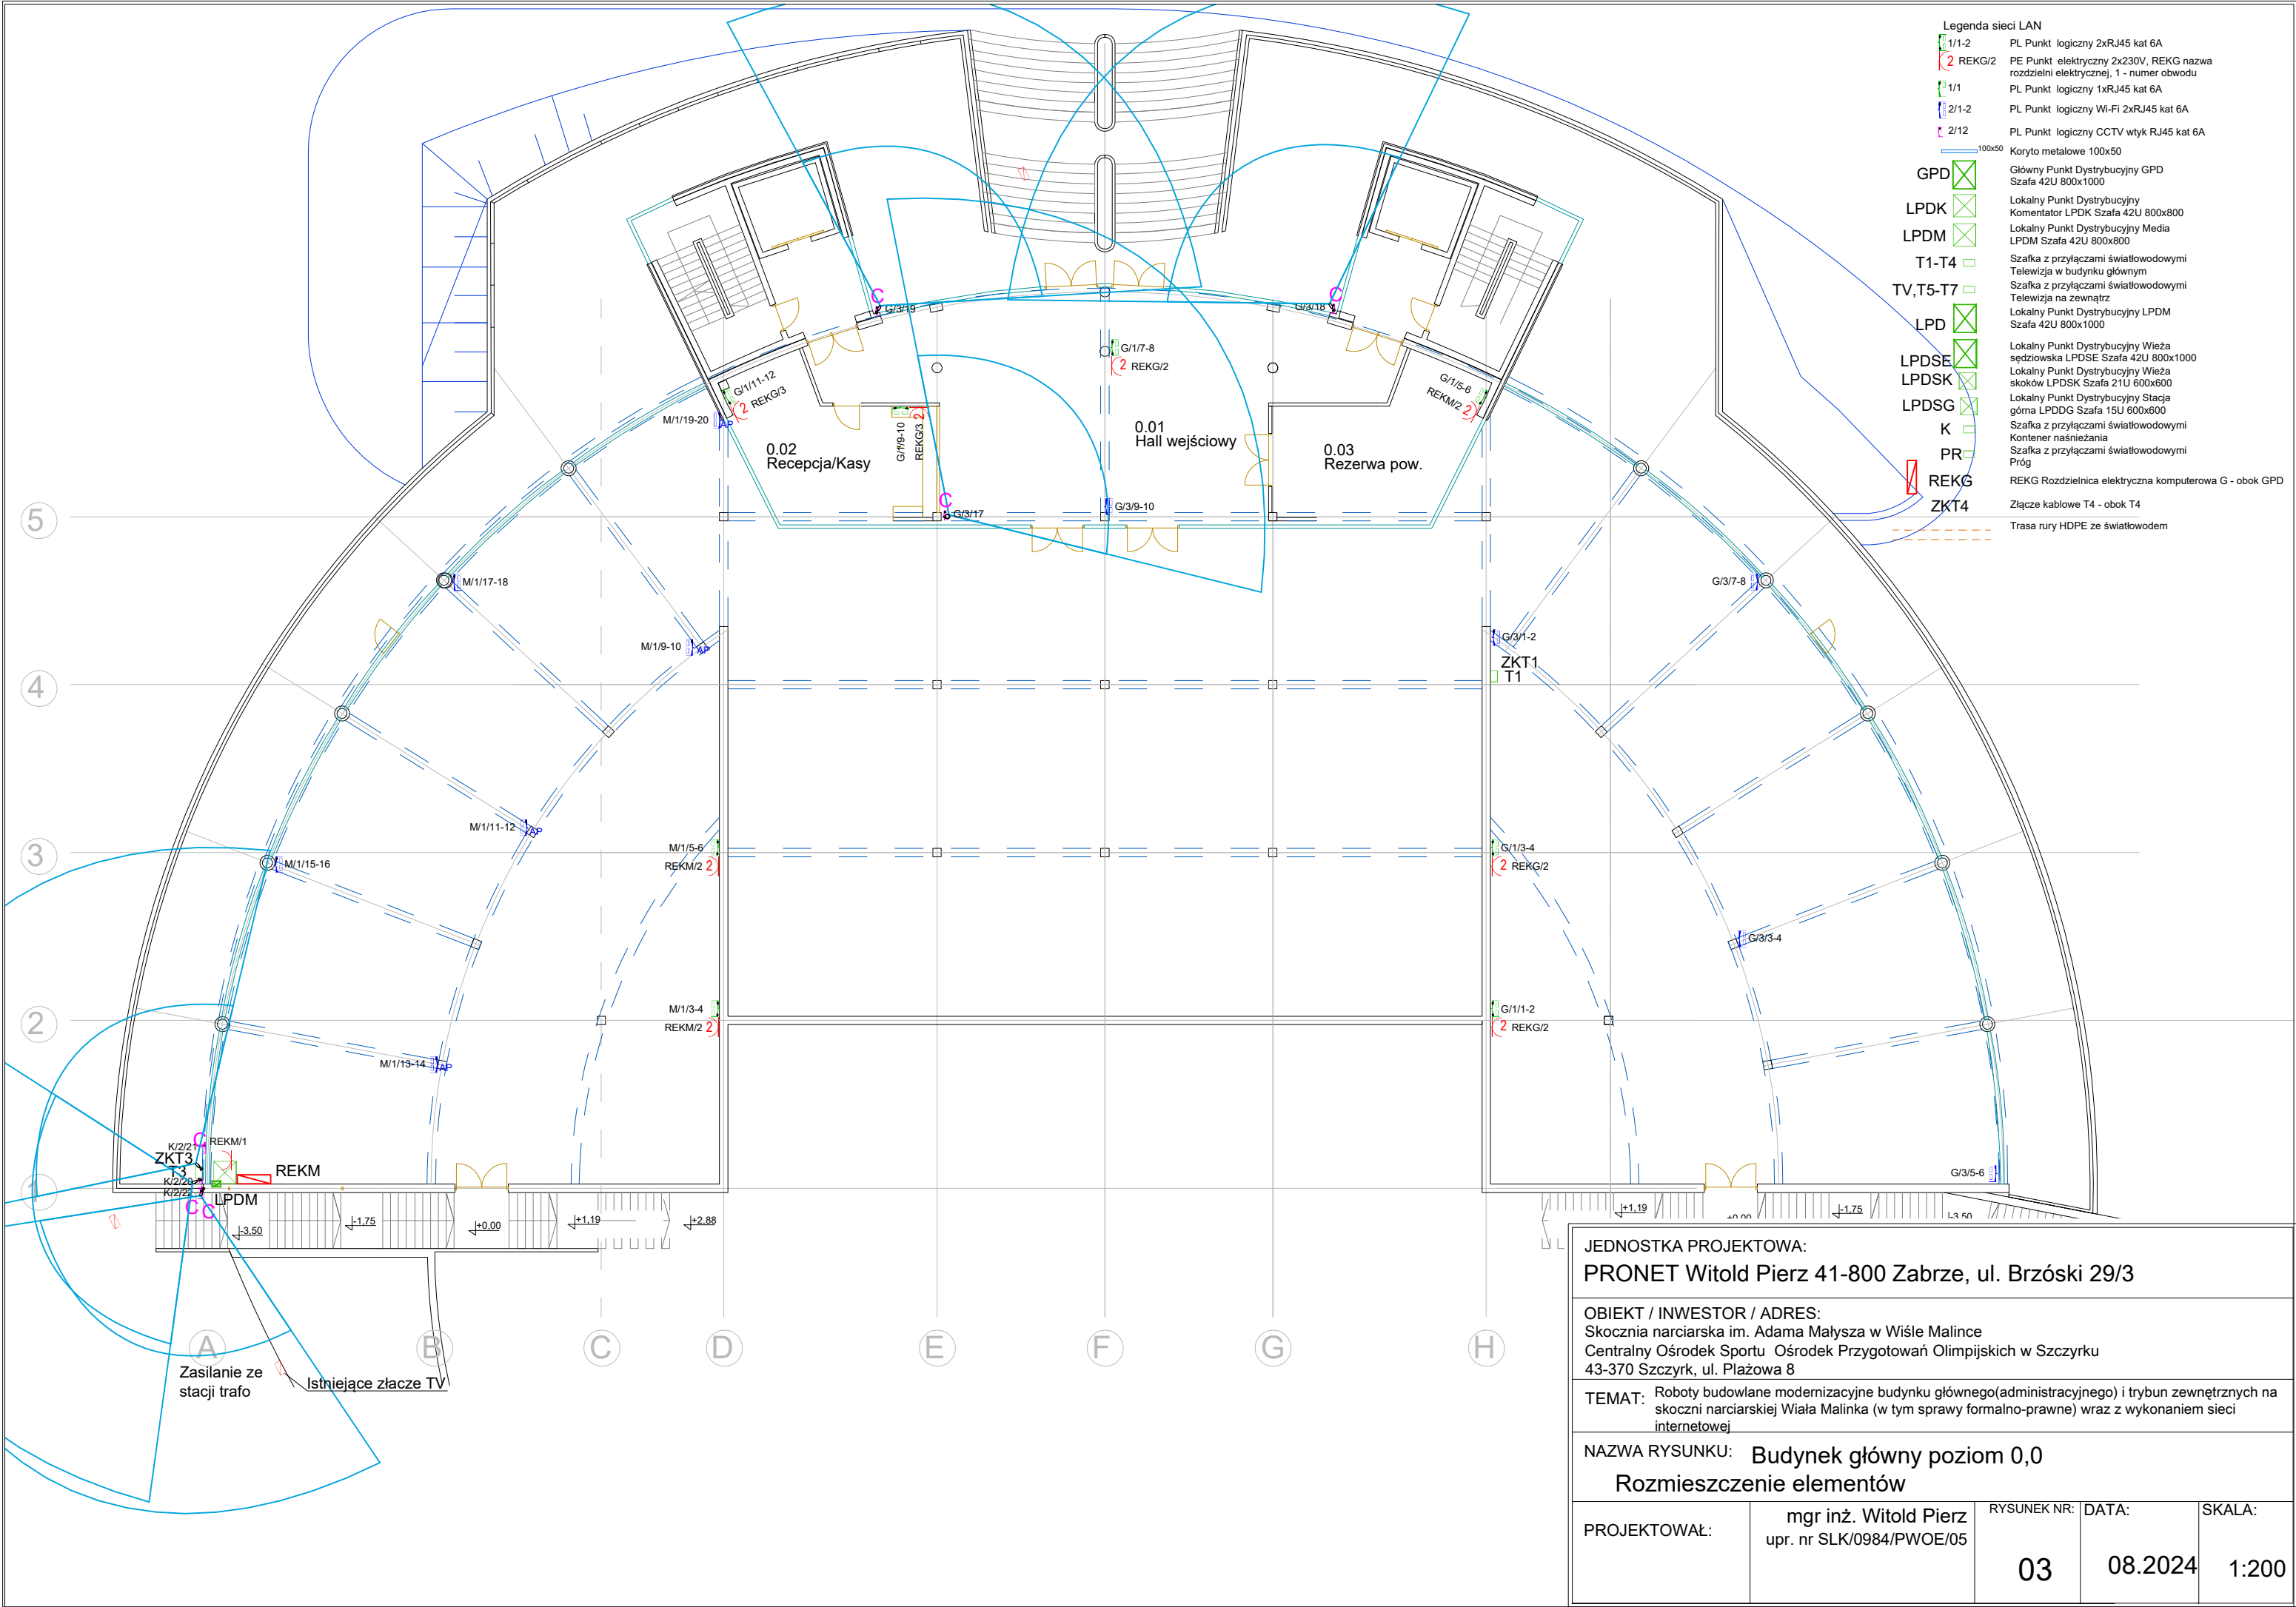 Legenda sieci LAN
1/1-2 PL Punkt logiczny 2xRJ45 kat 6A
2 REKG/2 PE Punkt elektryczny 2x230V, REKG nazwa
rozdzielni elektrycznej, 1 - numer obwodu
1/1 PL Punkt logiczny 1xRJ45 kat 6A
2/1-2 PL Punkt logiczny Wi-Fi 2xRJ45 kat 6A
2/12 PL Punkt logiczny CCTV wtyk RJ45 kat 6A
100x50 Koryto metalowe 100x50
GPD Główny Punkt Dystrybucyjny GPD
Szafa 42U 800x1000
LPDK Lokalny Punkt Dystrybucyjny
Komentator LPDK Szafa 42U 800x800
LPDM Lokalny Punkt Dystrybucyjny Media
LPDM Szafa 42U 800x800
T1-T4 Szafka z przyłączami światłowodowymi
Telewizja w budynku głównym
TV,T5-T7 Szafka z przyłączami światłowodowymi
Telewizja na zewnątrz
LPD Lokalny Punkt Dystrybucyjny LPDM
Szafa 42U 800x1000
LPDSE Lokalny Punkt Dystrybucyjny Wieża
sędziowska LPDSE Szafa 42U 800x1000
LPDSK Lokalny Punkt Dystrybucyjny Wieża
skoków LPDSK Szafa 21U 600x600
LPDSG Lokalny Punkt Dystrybucyjny Stacja
górna LPDDG Szafa 15U 600x600
K Szafka z przyłączami światłowodowymi
Kontener naśnieżania
PR Szafka z przyłączami światłowodowymi
Próg
REKG REKG Rozdzielnica elektryczna komputerowa G - obok GPD
ZKT4 Złącze kablowe T4 - obok T4
Trasa rury HDPE ze światłowodem
C
G/3/19
C
G/3/18
G/1/7-8
2 REKG/2
G/1/11-12
2 REKG/3
M/1/19-20
AP
G/1/5-6
REKM/2 2
G/1/9-10
REKG/3 2
0.01
Hall wejściowy
0.02
Recepcja/Kasy
0.03
Rezerwa pow.
C
G/3/17
G/3/9-10
5
M/1/17-18
G/3/7-8
M/1/9-10
AP
G/3/1-2
ZKT1
T1
4
M/1/11-12
AP
3
M/1/15-16
M/1/5-6
REKM/2 2
G/1/3-4
2 REKG/2
G/3/3-4
2
M/1/3-4
REKM/2 2
G/1/1-2
2 REKG/2
M/1/13-14
AP
C
K/2/21
REKM/1
ZKT3
T3
K/2/20
K/2/22
REKM
LPDM
C C
1
G/3/5-6
-3,50
-1,75
+0,00
+1,19
+2,88
+1,19
+0,00
-1,75
-3,50
A
B
C
D
E
F
G
H
Zasilanie ze
stacji trafo
Istniejące złacze TV
JEDNOSTKA PROJEKTOWA:
PRONET Witold Pierz 41-800 Zabrze, ul. Brzóski 29/3
OBIEKT / INWESTOR / ADRES:
Skocznia narciarska im. Adama Małysza w Wiśle Malince
Centralny Ośrodek Sportu Ośrodek Przygotowań Olimpijskich w Szczyrku
43-370 Szczyrk, ul. Plażowa 8
TEMAT: Roboty budowlane modernizacyjne budynku głównego(administracyjnego) i trybun zewnętrznych na
skoczni narciarskiej Wiała Malinka (w tym sprawy formalno-prawne) wraz z wykonaniem sieci
internetowej
NAZWA RYSUNKU: Budynek główny poziom 0,0
Rozmieszczenie elementów
PROJEKTOWAŁ:
mgr inż. Witold Pierz
upr. nr SLK/0984/PWOE/05
RYSUNEK NR:
03
DATA:
08.2024
SKALA:
1:200